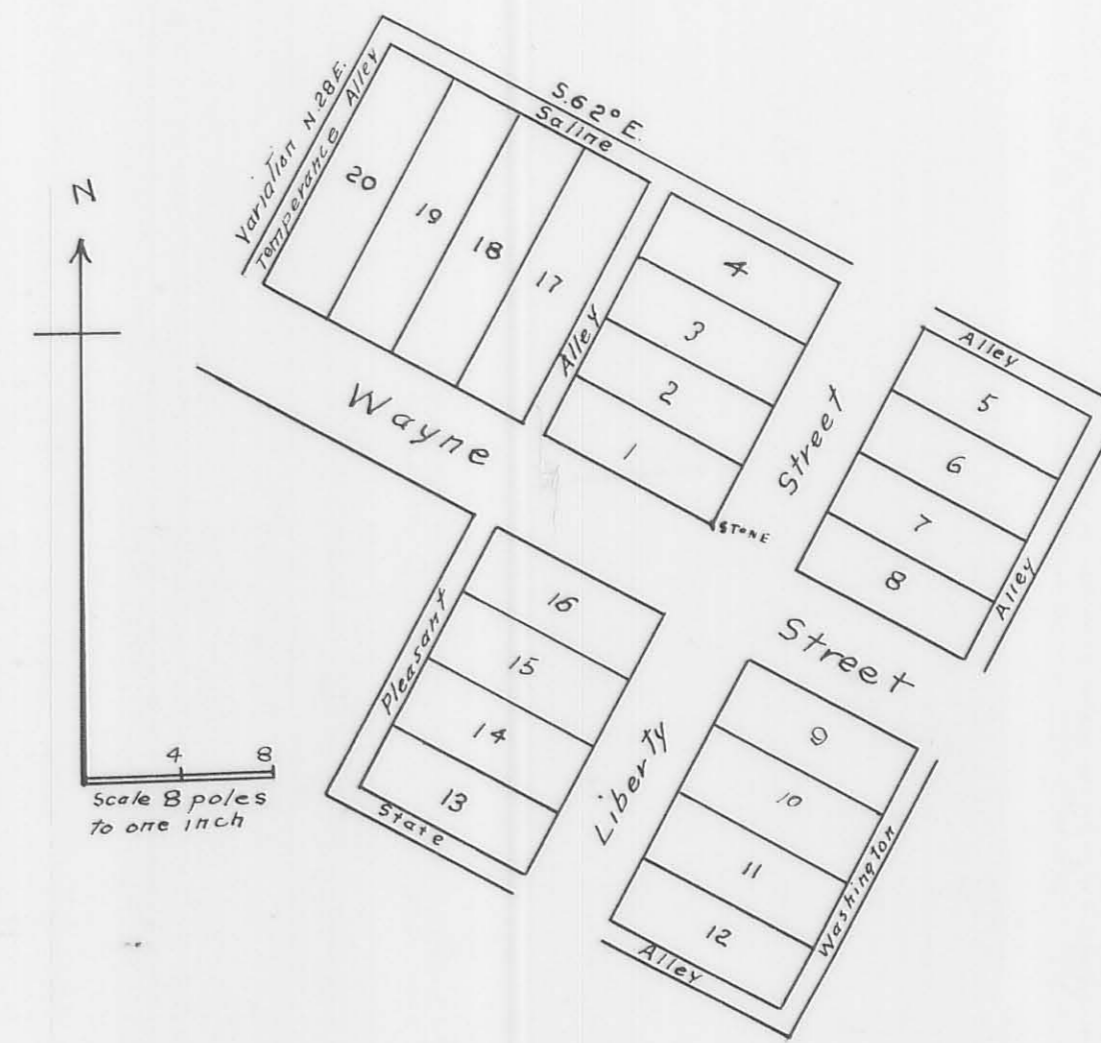 S.62° E.
Saline
Variation N.28E.
Temperance Alley
N
20
19
18
17
Alley
4
3
2
1
STONE
Wayne
Street
Street
Alley
5
6
7
8
Alley
Pleasant
16
15
14
13
State
Liberty
9
10
11
12
Washington
Alley
4 8
Scale 8 poles
to one inch